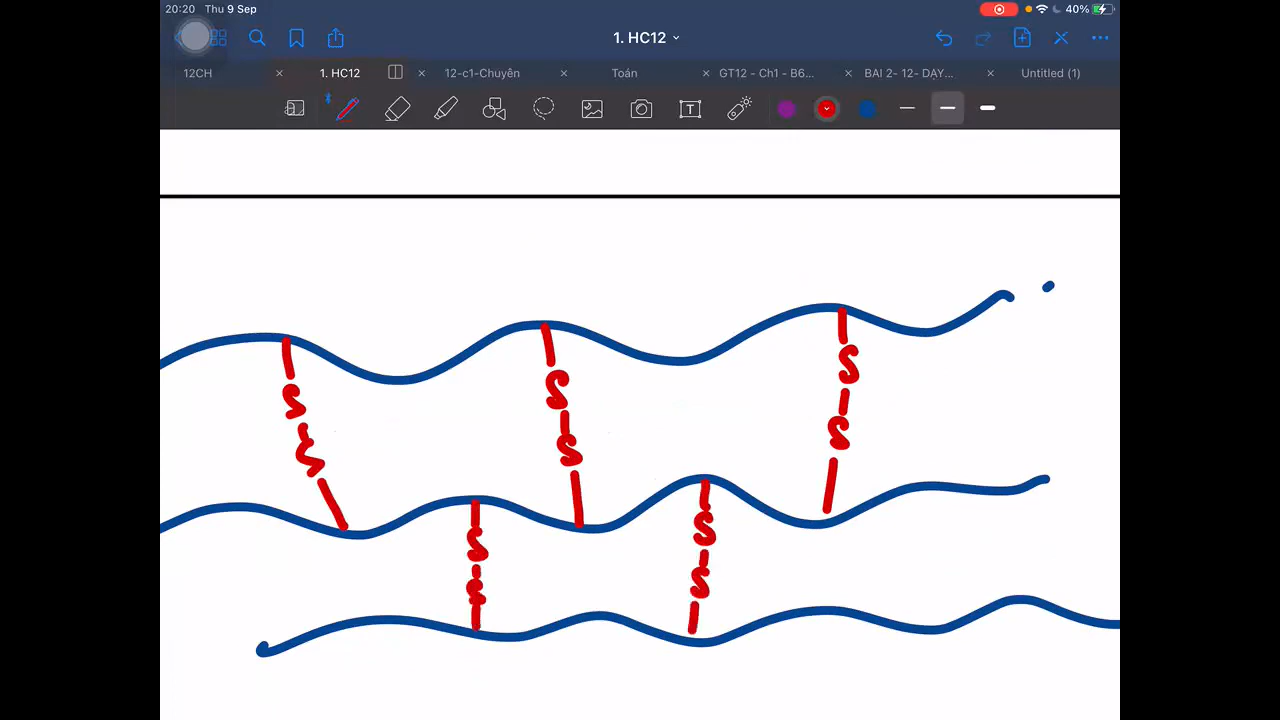 20:20 Thu 9 Sep 40%
1. HC12
12CH 1. HC12 12-c1-Chuyên Toán GT12 - Ch1 - B6... BAI 2- 12- DẠY... Untitled (1)
T
S S S
S S S
S S
S S